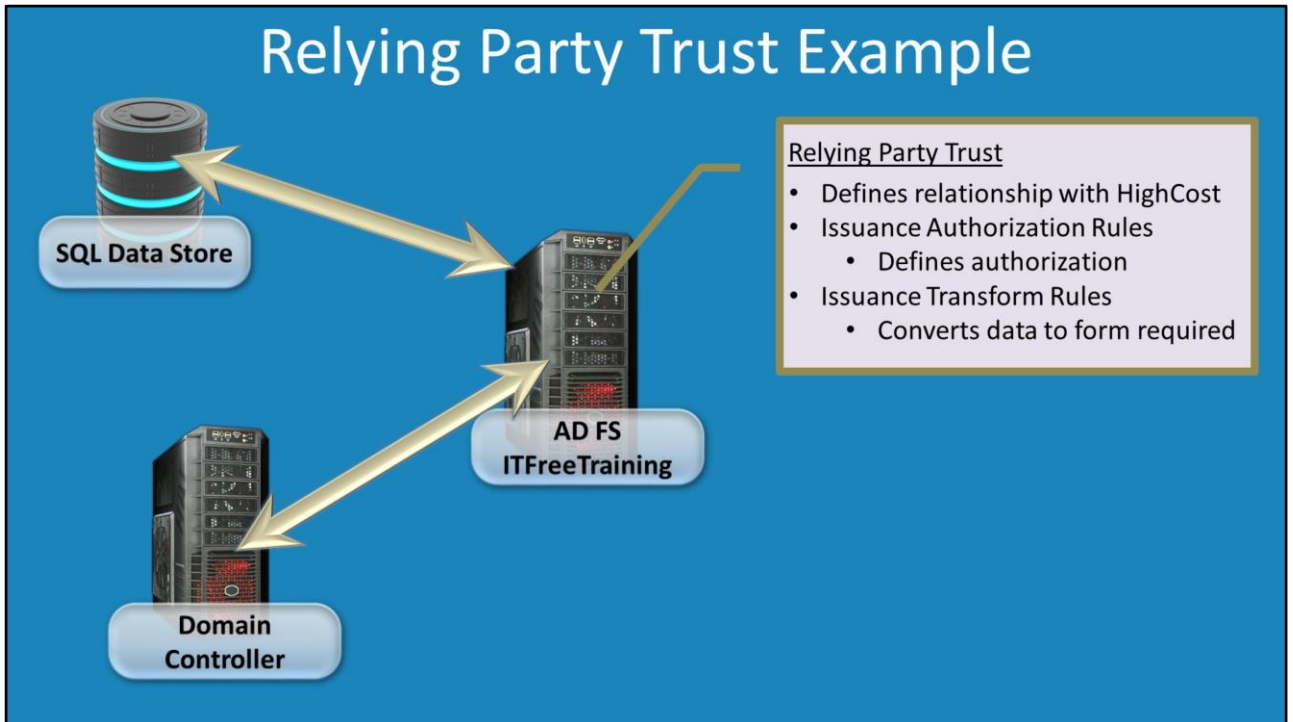 Relying Party Trust Example
SQL Data Store
AD FS
ITFreeTraining
Domain
Controller
Relying Party Trust
• Defines relationship with HighCost
• Issuance Authorization Rules
• Defines authorization
• Issuance Transform Rules
• Converts data to form required